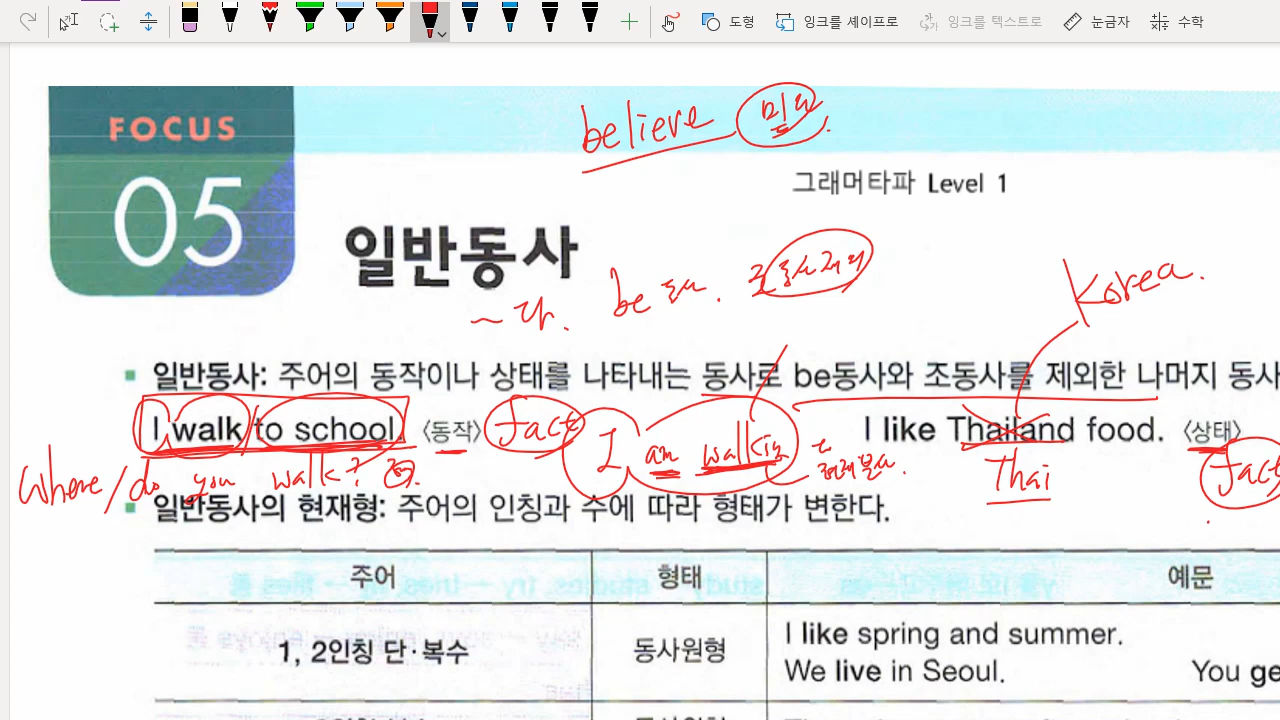 도형 잉크를 셰이프로 잉크를 텍스트로 눈금자 수학
FOCUS
05
believe 믿다.
그래머타파 Level 1
일반동사
~다. be 동사.
Korea.
일반동사: 주어의 동작이나 상태를 나타내는 동사로 be동사와 조동사를 제외한 나머지 동사
I walk to school. <동작> fact I am walking
I like Thailand food. <상태>
Where/do you walk?
Thai
fact
일반동사의 현재형: 주어의 인칭과 수에 따라 형태가 변한다.
주어 형태 예문
1, 2인칭 단·복수 동사원형
I like spring and summer.
We live in Seoul. You ge